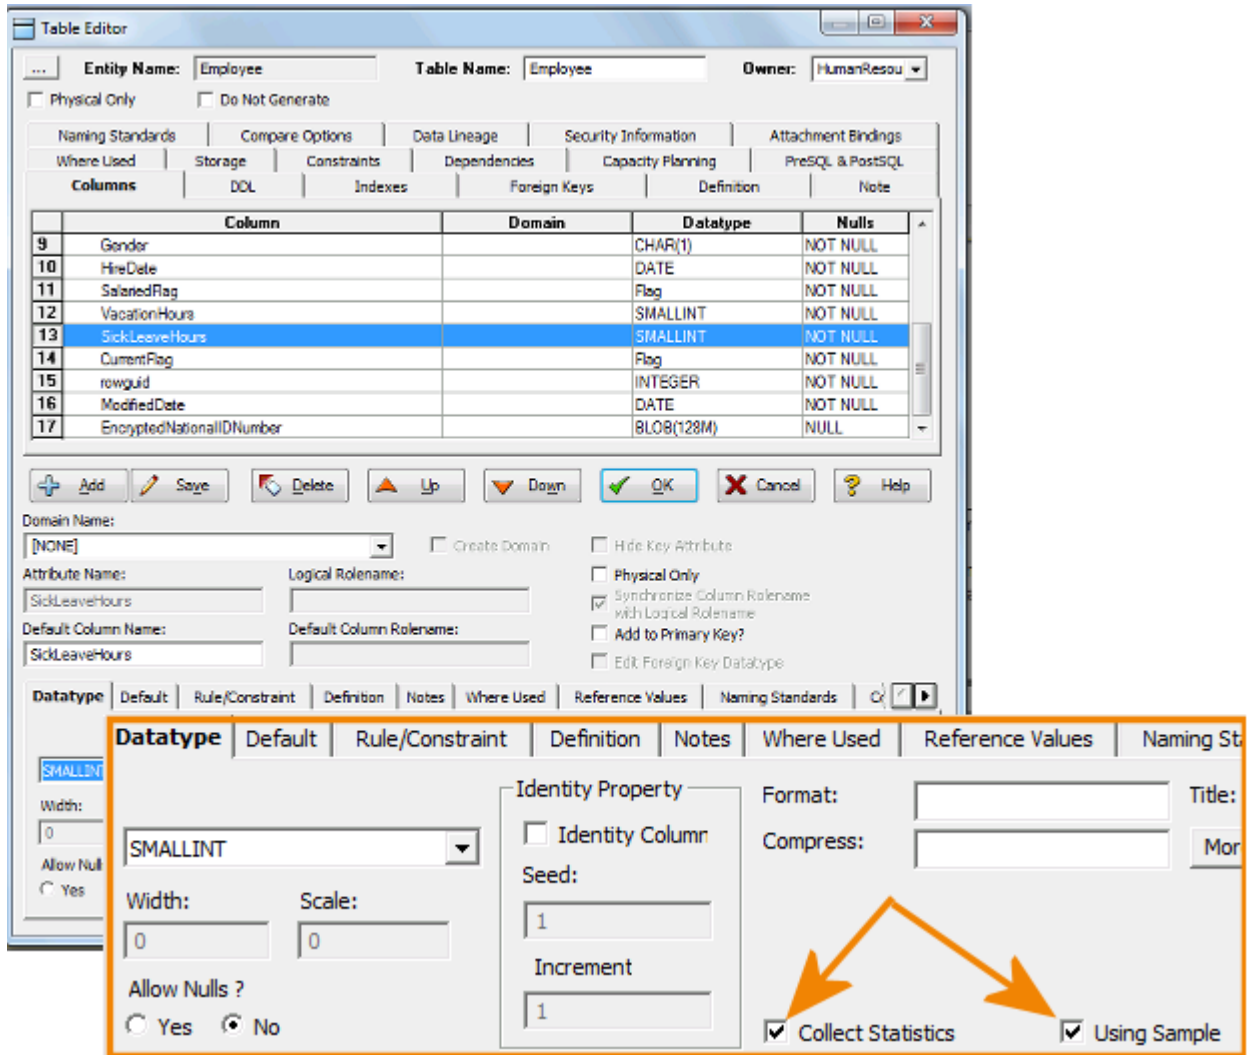 Table Editor
... Entity Name: Employee Table Name: Employee Owner: HumanResou
Physical Only Do Not Generate
Naming Standards Compare Options Data Lineage Security Information Attachment Bindings
Where Used Storage Constraints Dependencies Capacity Planning PreSQL & PostSQL
Columns DDL Indexes Foreign Keys Definition Note
Column Domain Datatype Nulls
9 Gender CHAR(1) NOT NULL
10 HireDate DATE NOT NULL
11 SalariedFlag Flag NOT NULL
12 VacationHours SMALLINT NOT NULL
13 SickLeaveHours SMALLINT NOT NULL
14 CurrentFlag Flag NOT NULL
15 rowguid INTEGER NOT NULL
16 ModifiedDate DATE NOT NULL
17 EncryptedNationalIDNumber BLOB(128M) NULL
Add Save Delete Up Down OK Cancel Help
Domain Name:
[NONE] Create Domain Hide Key Attribute
Attribute Name: Logical Rolename: Physical Only
SickLeaveHours Synchronize Column Rolename
with Logical Rolename
Default Column Name: Default Column Rolename: Add to Primary Key?
SickLeaveHours Edit Foreign Key Datatype
Datatype Default Rule/Constraint Definition Notes Where Used Reference Values Naming Standards
SMALLINT
Width:
0
Allow Null
Yes
Datatype Default Rule/Constraint Definition Notes Where Used Reference Values Naming Sta
Identity Property Format: Title:
SMALLINT Identity Column Compress: Mor
Width: Scale: Seed:
0 0 1
Allow Nulls ? Increment
Yes No 1 Collect Statistics Using Sample